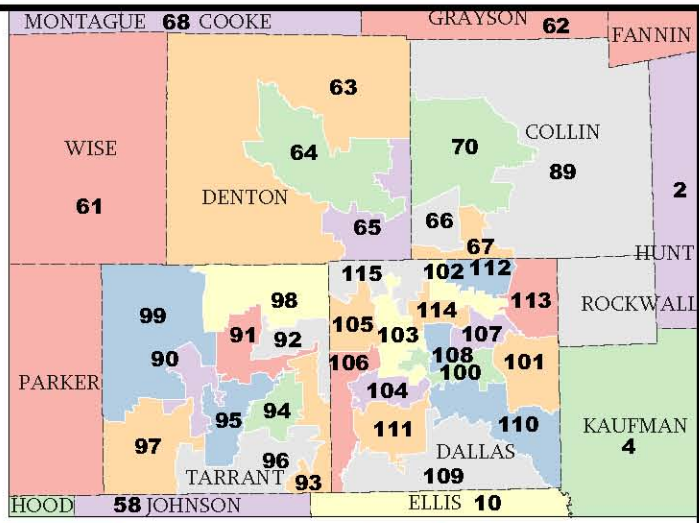 MONTAGUE 68 COOKE
GRAYSON 62
FANNIN
63
WISE
64
70
COLLIN
89
61
DENTON
2
65
66
67
HUNT
115
102
112
99
98
113
ROCKWALL
105
114
91
92
103
107
90
106
108
101
PARKER
100
104
95
94
111
110
KAUFMAN
4
97
96
DALLAS
TARRANT
93
109
HOOD
58 JOHNSON
ELLIS 10